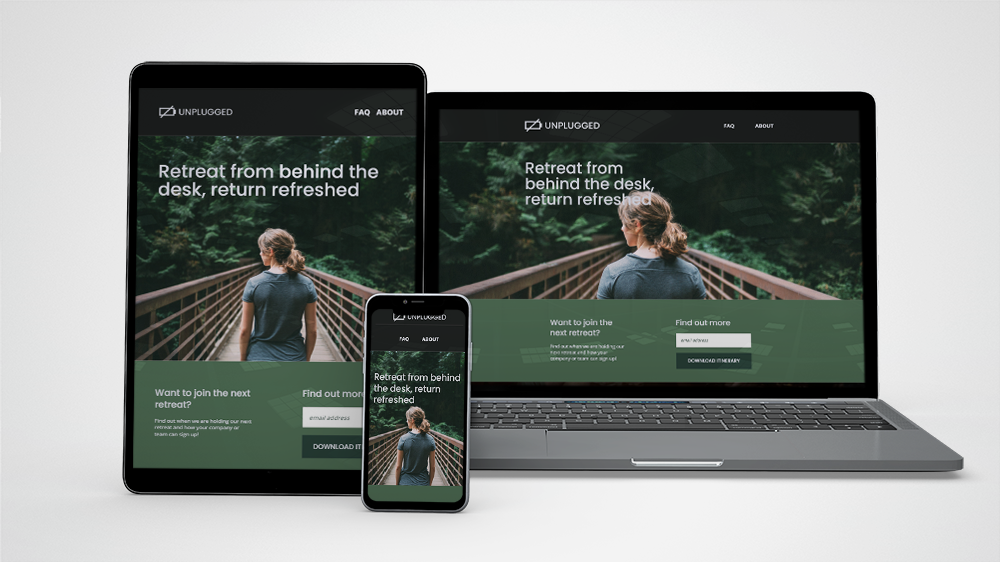 UNPLUGGED
FAQ ABOUT
Retreat from behind the
desk, return refreshed
Want to join the next
retreat?
Find out when we are holding our next
retreat and how your company or
team can sign up!
Find out mor
email address
DOWNLOAD IT
UNPLUGGED
FAQ ABOUT
Retreat from behind
the desk, return
refreshed
UNPLUGGED
FAQ ABOUT
Retreat from
behind the desk,
return refreshed
Want to join the
next retreat?
Find out when we are holding our
next retreat and how your
company or team can sign up!
Find out more
email address
DOWNLOAD ITINERARY